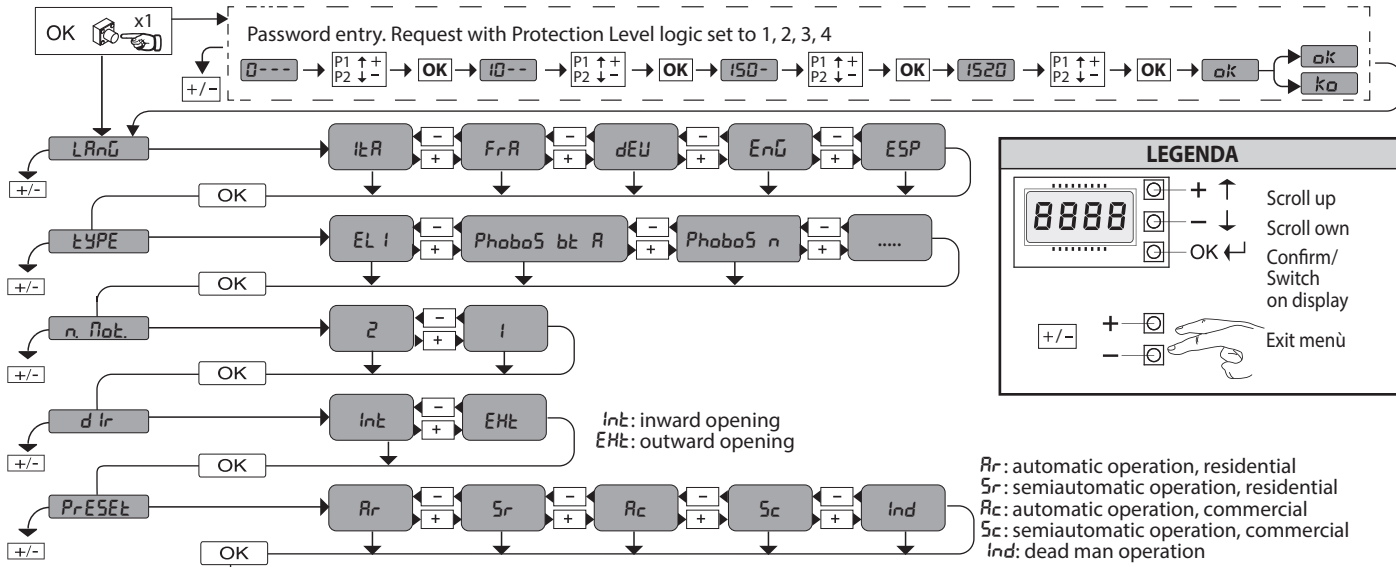 OK x1
Password entry. Request with Protection Level logic set to 1, 2, 3, 4
0--- P1 ↑ + P2 ↓ − OK 10-- P1 ↑ + P2 ↓ − OK 150- P1 ↑ + P2 ↓ − OK 1520 P1 ↑ + P2 ↓ − OK ok ok
ko
+/-
LAnG ItA − + FrA − + dEU − + EnG − + ESP
+/-
OK
tYPE ELI − + PhoboS bt A − + PhoboS n − + .....
+/-
OK
n. Mot. 2 − + 1
+/-
OK
dIr Int − + EXt
+/-
Int: inward opening
EXt: outward opening
OK
PrESEt Ar − + Sr − + Ac − + Sc − + Ind
+/-
OK
Ar: automatic operation, residential
Sr: semiautomatic operation, residential
Ac: automatic operation, commercial
Sc: semiautomatic operation, commercial
Ind: dead man operation
LEGENDA
8888
+ ↑ Scroll up
− ↓ Scroll own
OK ↵ Confirm/
Switch
on display
+/- + − Exit menù